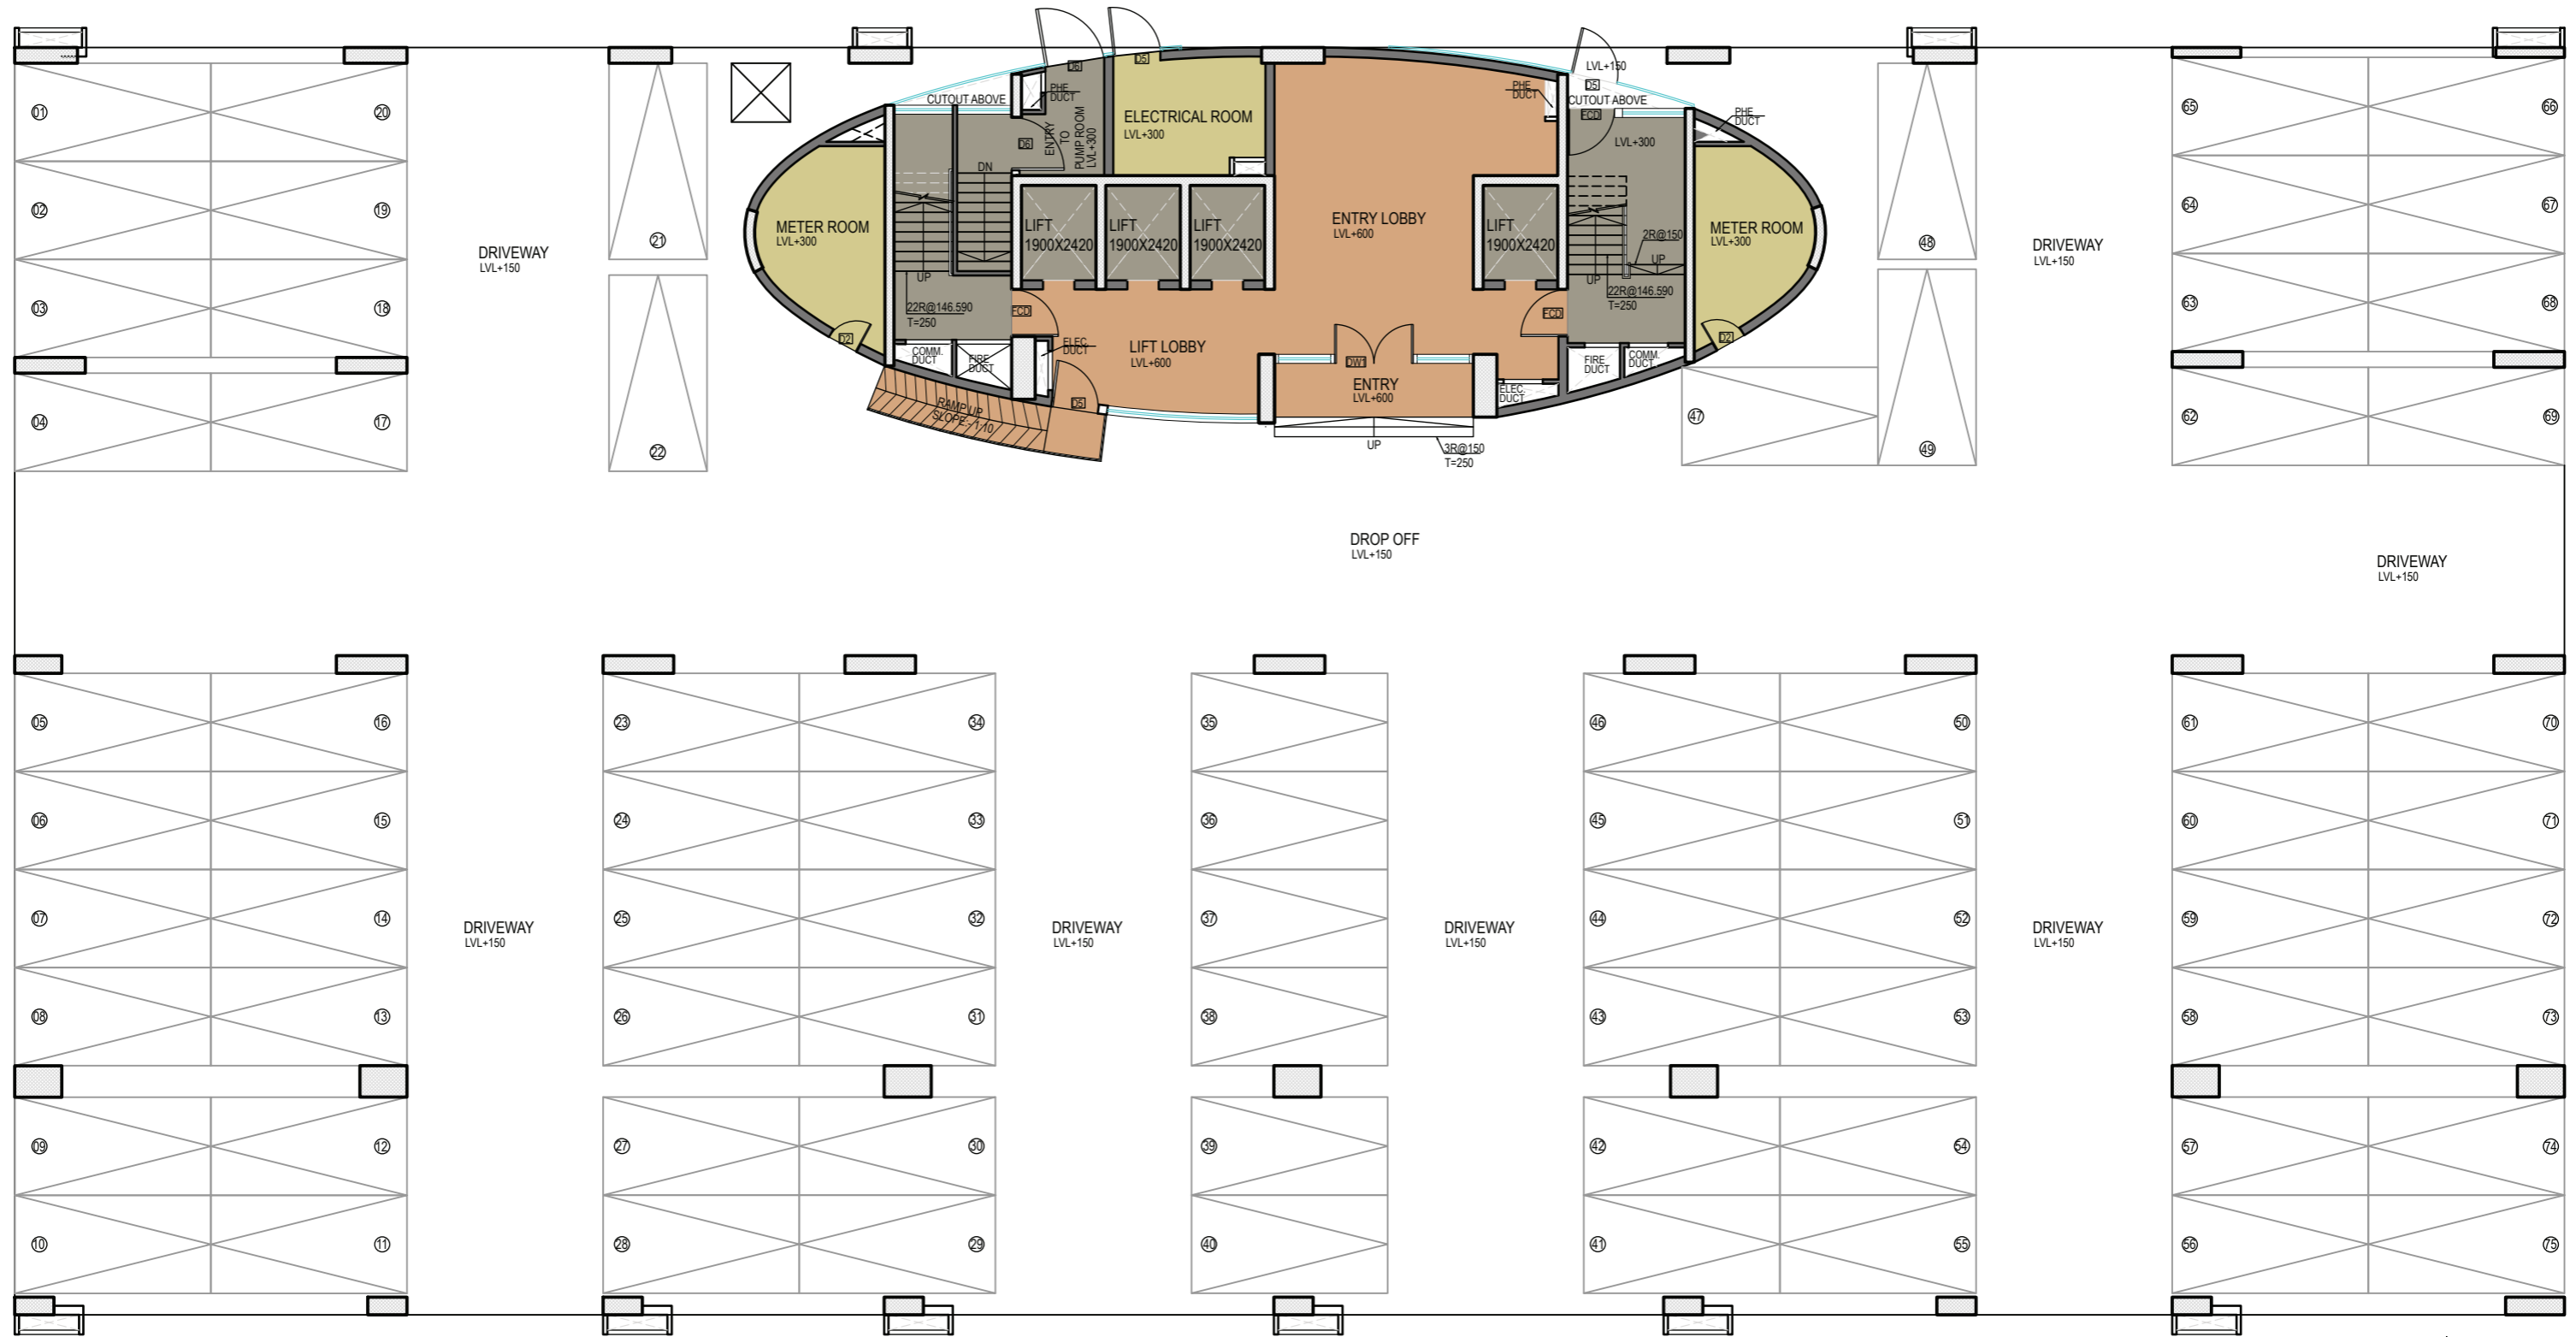 01
20
02
19
03
18
04
17
21
22
DRIVEWAY
LVL+150
CUTOUT ABOVE
PHE
DUCT
D6
D5
ENTRY
TO
PUMP ROOM
LVL+300
D6
DN
ELECTRICAL ROOM
LVL+300
METER ROOM
LVL+300
UP
22R@146.590
T=250
D2
COMM.
DUCT
FIRE
DUCT
ELEC.
DUCT
FCD
D5
RAMP UP
SLOPE:- 1:10
LIFT
1900X2420
LIFT
1900X2420
LIFT
1900X2420
LIFT LOBBY
LVL+600
ENTRY LOBBY
LVL+600
PHE
DUCT
LIFT
1900X2420
DW1
ENTRY
LVL+600
UP
3R@150
T=250
FCD
ELEC.
DUCT
FIRE
DUCT
COMM.
DUCT
LVL+150
D5
CUTOUT ABOVE
FCD
LVL+300
2R@150
UP
UP
22R@146.590
T=250
PHE
DUCT
METER ROOM
LVL+300
D2
48
47
49
DRIVEWAY
LVL+150
65
66
64
67
63
68
62
69
DROP OFF
LVL+150
DRIVEWAY
LVL+150
05
16
23
34
35
46
50
61
70
06
15
24
33
36
45
51
60
71
07
14
DRIVEWAY
LVL+150
25
32
DRIVEWAY
LVL+150
37
DRIVEWAY
LVL+150
44
52
DRIVEWAY
LVL+150
59
72
08
13
26
31
38
43
53
58
73
09
12
27
30
39
42
54
57
74
10
11
28
29
40
41
55
56
75